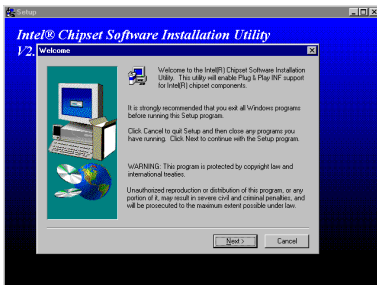 Setup
Intel® Chipset Software Installation Utility
V2.
Welcome
Welcome to the Intel(R) Chipset Software Installation
Utility. This utility will enable Plug & Play INF support
for Intel(R) chipset components.
It is strongly recommended that you exit all Windows programs
before running this Setup program.
Click Cancel to quit Setup and then close any programs you
have running. Click Next to continue with the Setup program.
WARNING: This program is protected by copyright law and
international treaties.
Unauthorized reproduction or distribution of this program, or any
portion of it, may result in severe civil and criminal penalties, and
will be prosecuted to the maximum extent possible under law.
Next >
Cancel